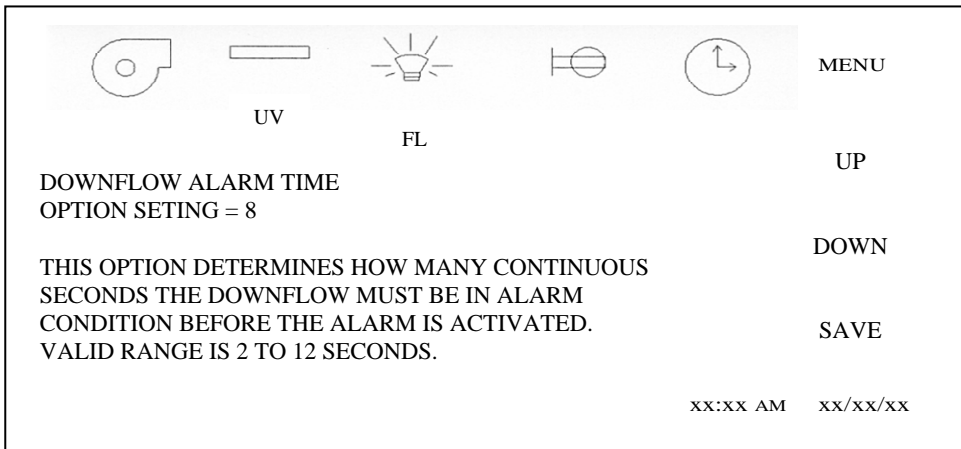 MENU
UV
FL
UP
DOWNFLOW ALARM TIME
OPTION SETING = 8
DOWN
THIS OPTION DETERMINES HOW MANY CONTINUOUS
SECONDS THE DOWNFLOW MUST BE IN ALARM
CONDITION BEFORE THE ALARM IS ACTIVATED.
VALID RANGE IS 2 TO 12 SECONDS.
SAVE
xx:xx AM xx/xx/xx